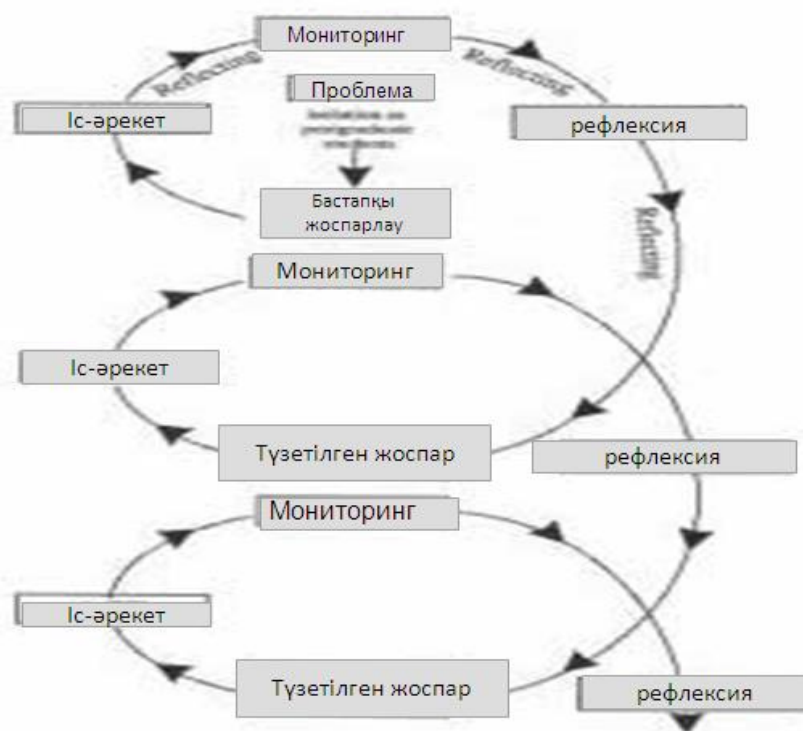 Мониторинг
Reflecting
Reflecting
Проблема
Іс-әрекет
рефлексия
Бастапқы
жоспарлау
Reflecting
Мониторинг
Іс-әрекет
Түзетілген жоспар
рефлексия
Мониторинг
Іс-әрекет
Түзетілген жоспар
рефлексия